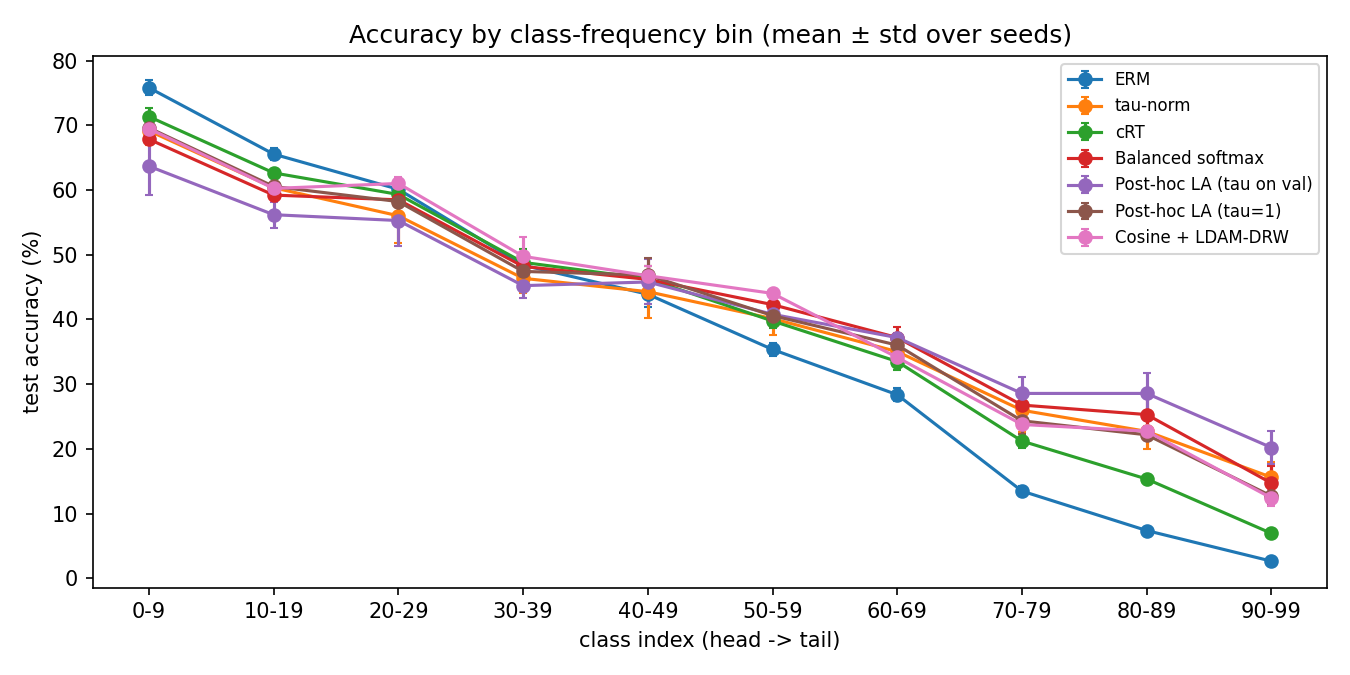 Accuracy by class-frequency bin (mean ± std over seeds)
80
70
60
50
40
30
20
10
0
test accuracy (%)
ERM
tau-norm
cRT
Balanced softmax
Post-hoc LA (tau on val)
Post-hoc LA (tau=1)
Cosine + LDAM-DRW
0-9 10-19 20-29 30-39 40-49 50-59 60-69 70-79 80-89 90-99
class index (head -> tail)